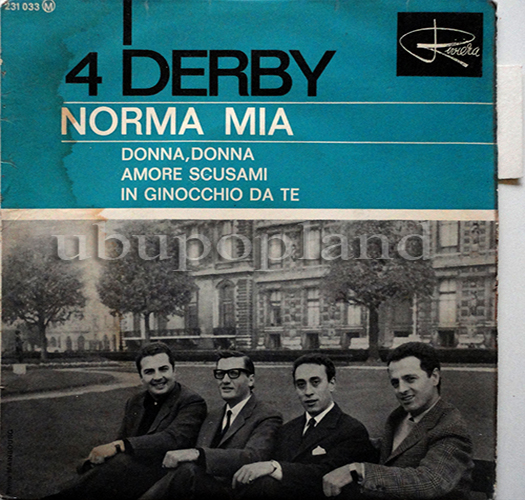 231 033 M
Riviera
I
4 DERBY
NORMA MIA
DONNA, DONNA
AMORE SCUSAMI
IN GINOCCHIO DA TE
ubupopland